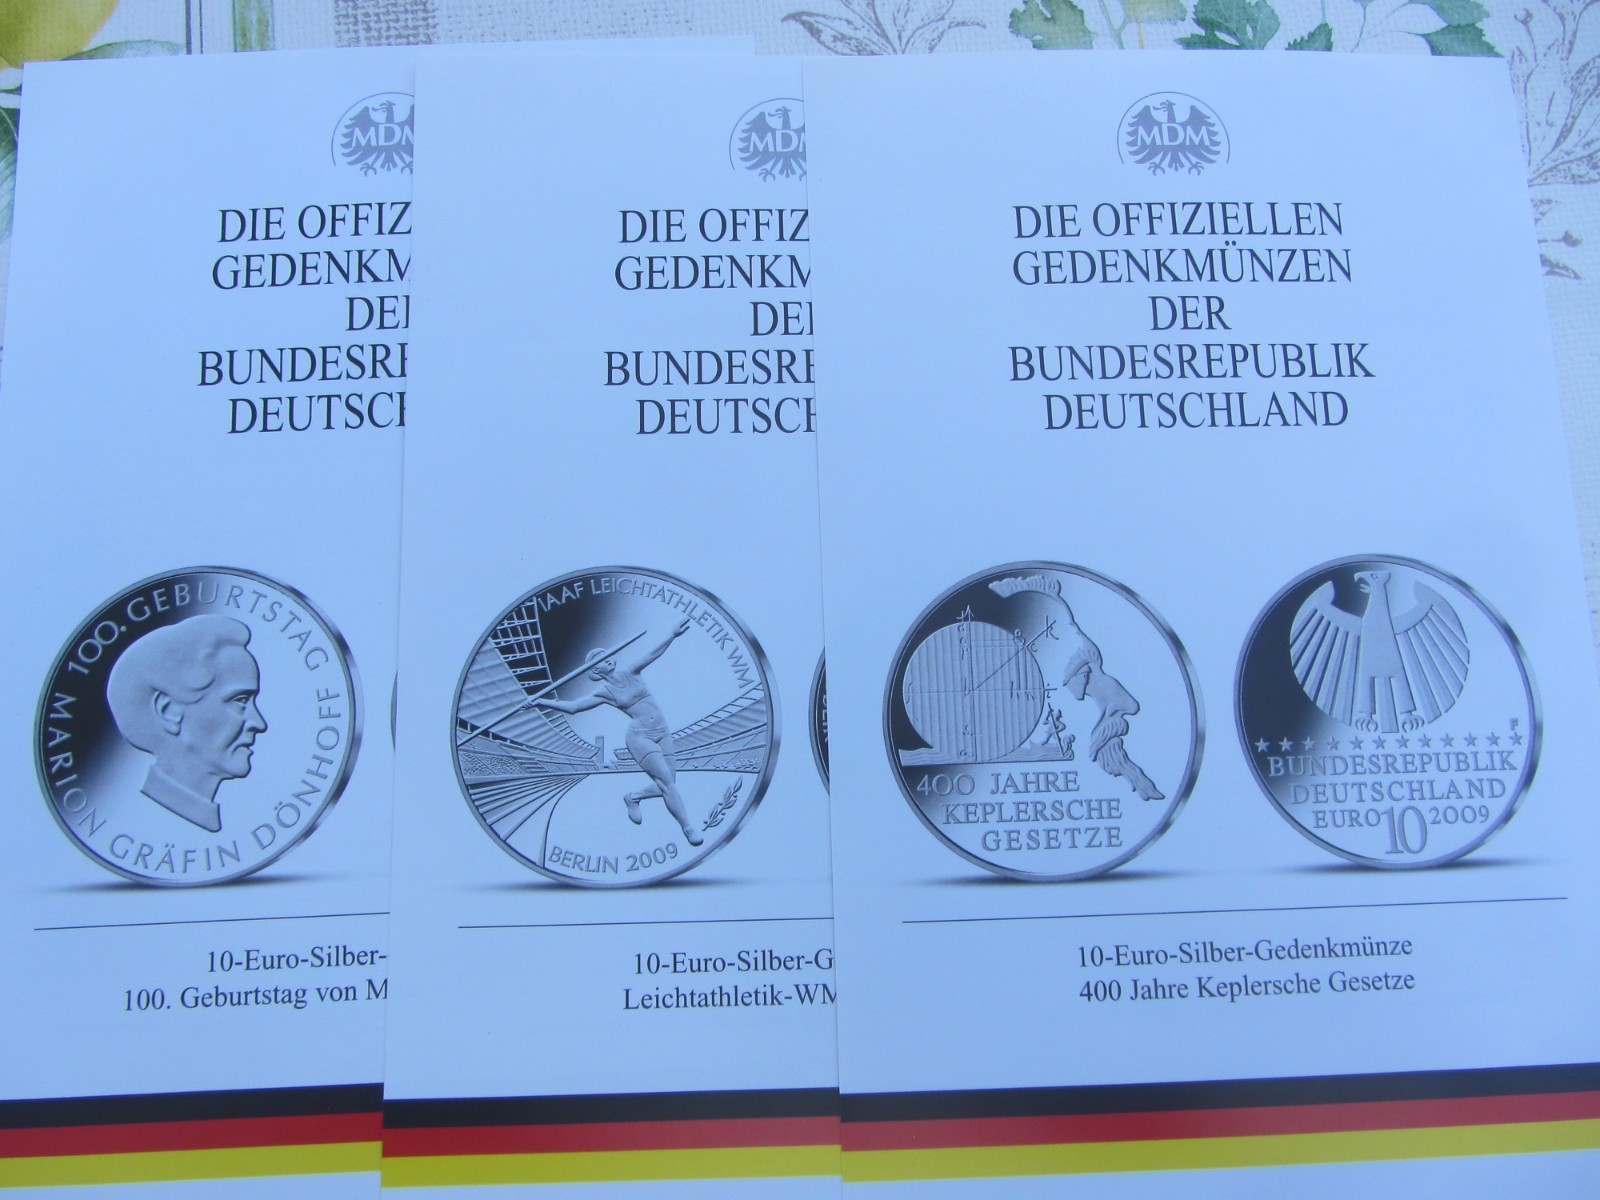 MDM
DIE OFFIZ
GEDENKM
DE
BUNDESRE
DEUTSCH
MARION GRÄFIN DÖNHOFF 100. GEBURTSTAG
10-Euro-Silber-
100. Geburtstag von M
MDM
DIE OFFIZ
GEDENKM
DE
BUNDESRE
DEUTSCH
IAAF LEICHTATHLETIK WM
BERLIN 2009
10-Euro-Silber-G
Leichtathletik-WM
MDM
DIE OFFIZIELLEN
GEDENKMÜNZEN
DER
BUNDESREPUBLIK
DEUTSCHLAND
400 JAHRE
KEPLERSCHE
GESETZE
F
BUNDESREPUBLIK
DEUTSCHLAND
EURO 10 2009
10-Euro-Silber-Gedenkmünze
400 Jahre Keplersche Gesetze